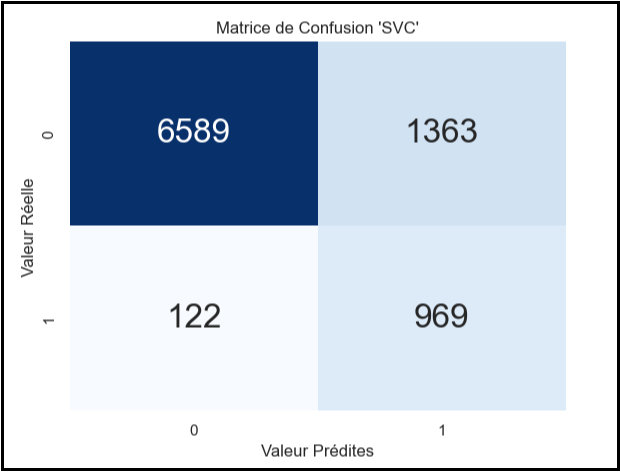 Matrice de Confusion 'SVC'
0
6589
1363
Valeur Réelle
1
122
969
0
1
Valeur Prédites